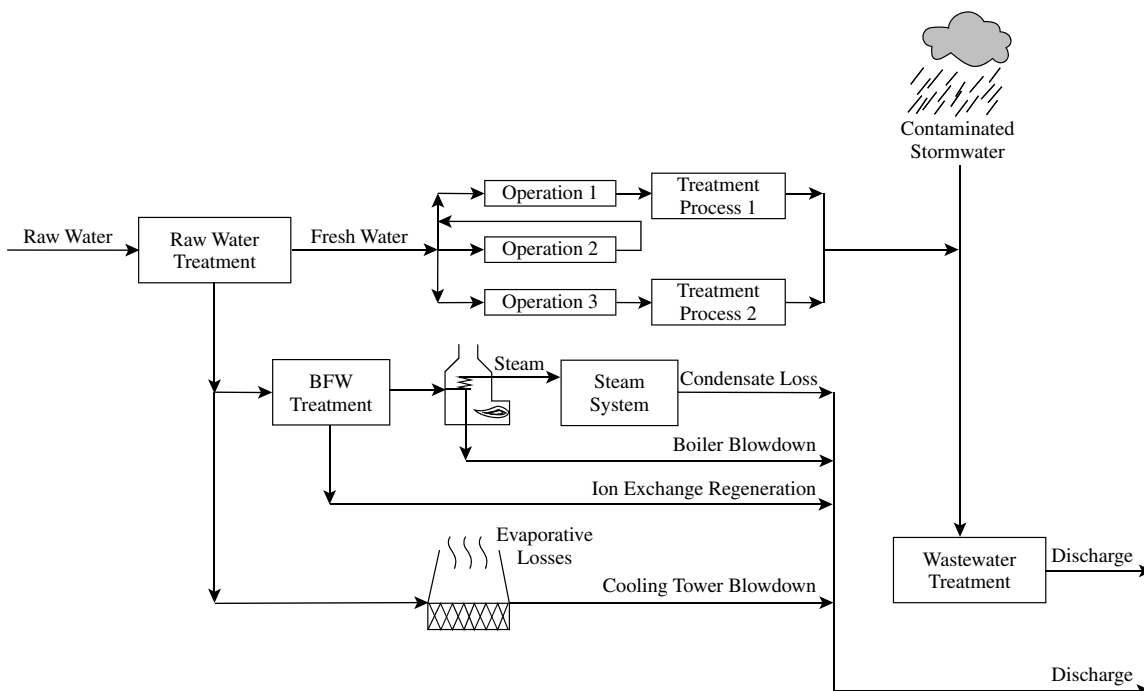 Contaminated
Stormwater
Operation 1
Treatment
Process 1
Raw Water
Raw Water
Treatment
Fresh Water
Operation 2
Operation 3
Treatment
Process 2
BFW
Treatment
Steam
Steam
System
Condensate Loss
Boiler Blowdown
Ion Exchange Regeneration
Evaporative
Losses
Cooling Tower Blowdown
Wastewater
Treatment
Discharge
Discharge